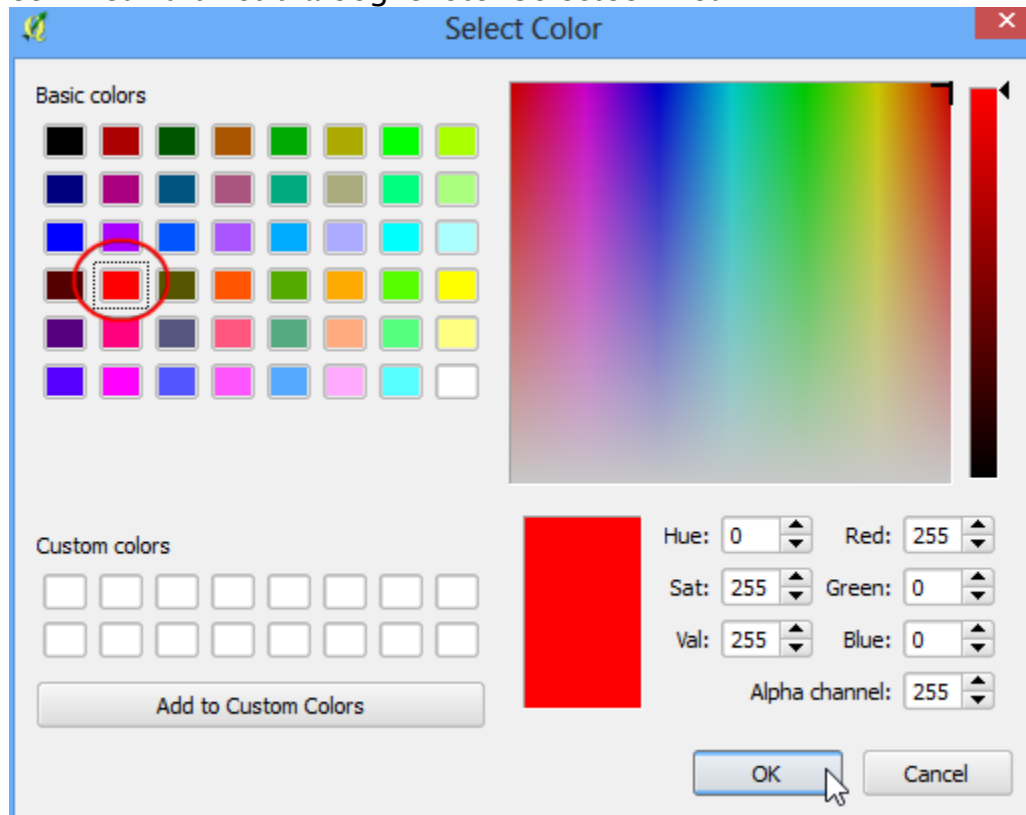 Select Color
Basic colors
Custom colors
Hue: 0 Red: 255
Sat: 255 Green: 0
Val: 255 Blue: 0
Add to Custom Colors
Alpha channel: 255
OK Cancel